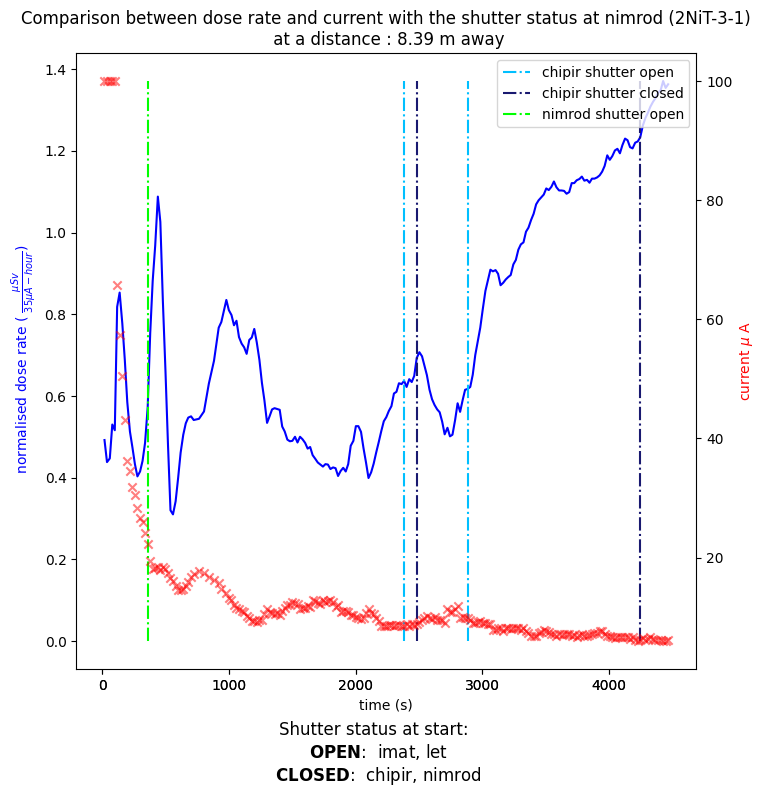 Comparison between dose rate and current with the shutter status at nimrod (2NiT-3-1)
at a distance : 8.39 m away
chipir shutter open
chipir shutter closed
nimrod shutter open
1.4
1.2
1.0
0.8
0.6
0.4
0.2
0.0
normalised dose rate ( μSv / 35μA − hour )
100
80
60
40
20
current μ A
0 1000 2000 3000 4000
time (s)
Shutter status at start:
OPEN: imat, let
CLOSED: chipir, nimrod